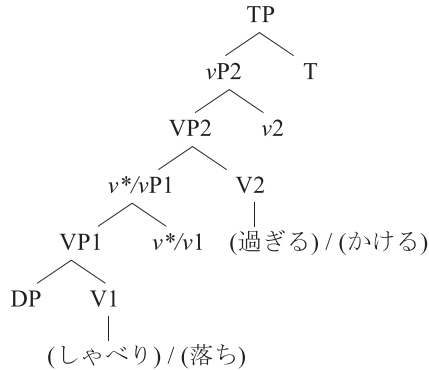 TP
vP2 T
VP2 v2
v*/vP1 V2
VP1 v*/v1 (過ぎる) / (かける)
DP V1
(しゃべり) / (落ち)